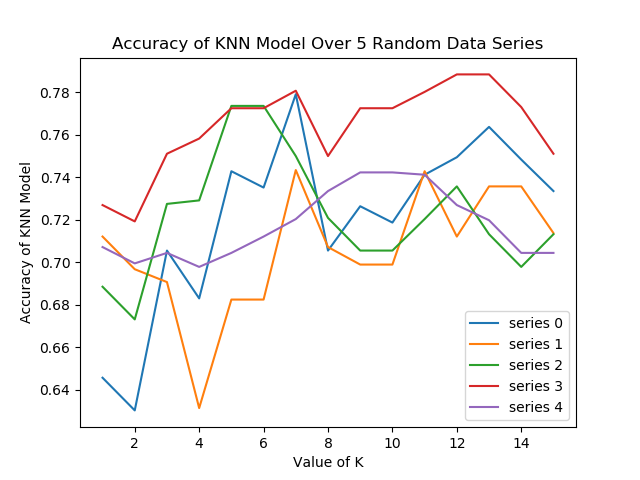 Accuracy of KNN Model Over 5 Random Data Series
Accuracy of KNN Model
0.78
0.76
0.74
0.72
0.70
0.68
0.66
0.64
2 4 6 8 10 12 14
Value of K
series 0
series 1
series 2
series 3
series 4